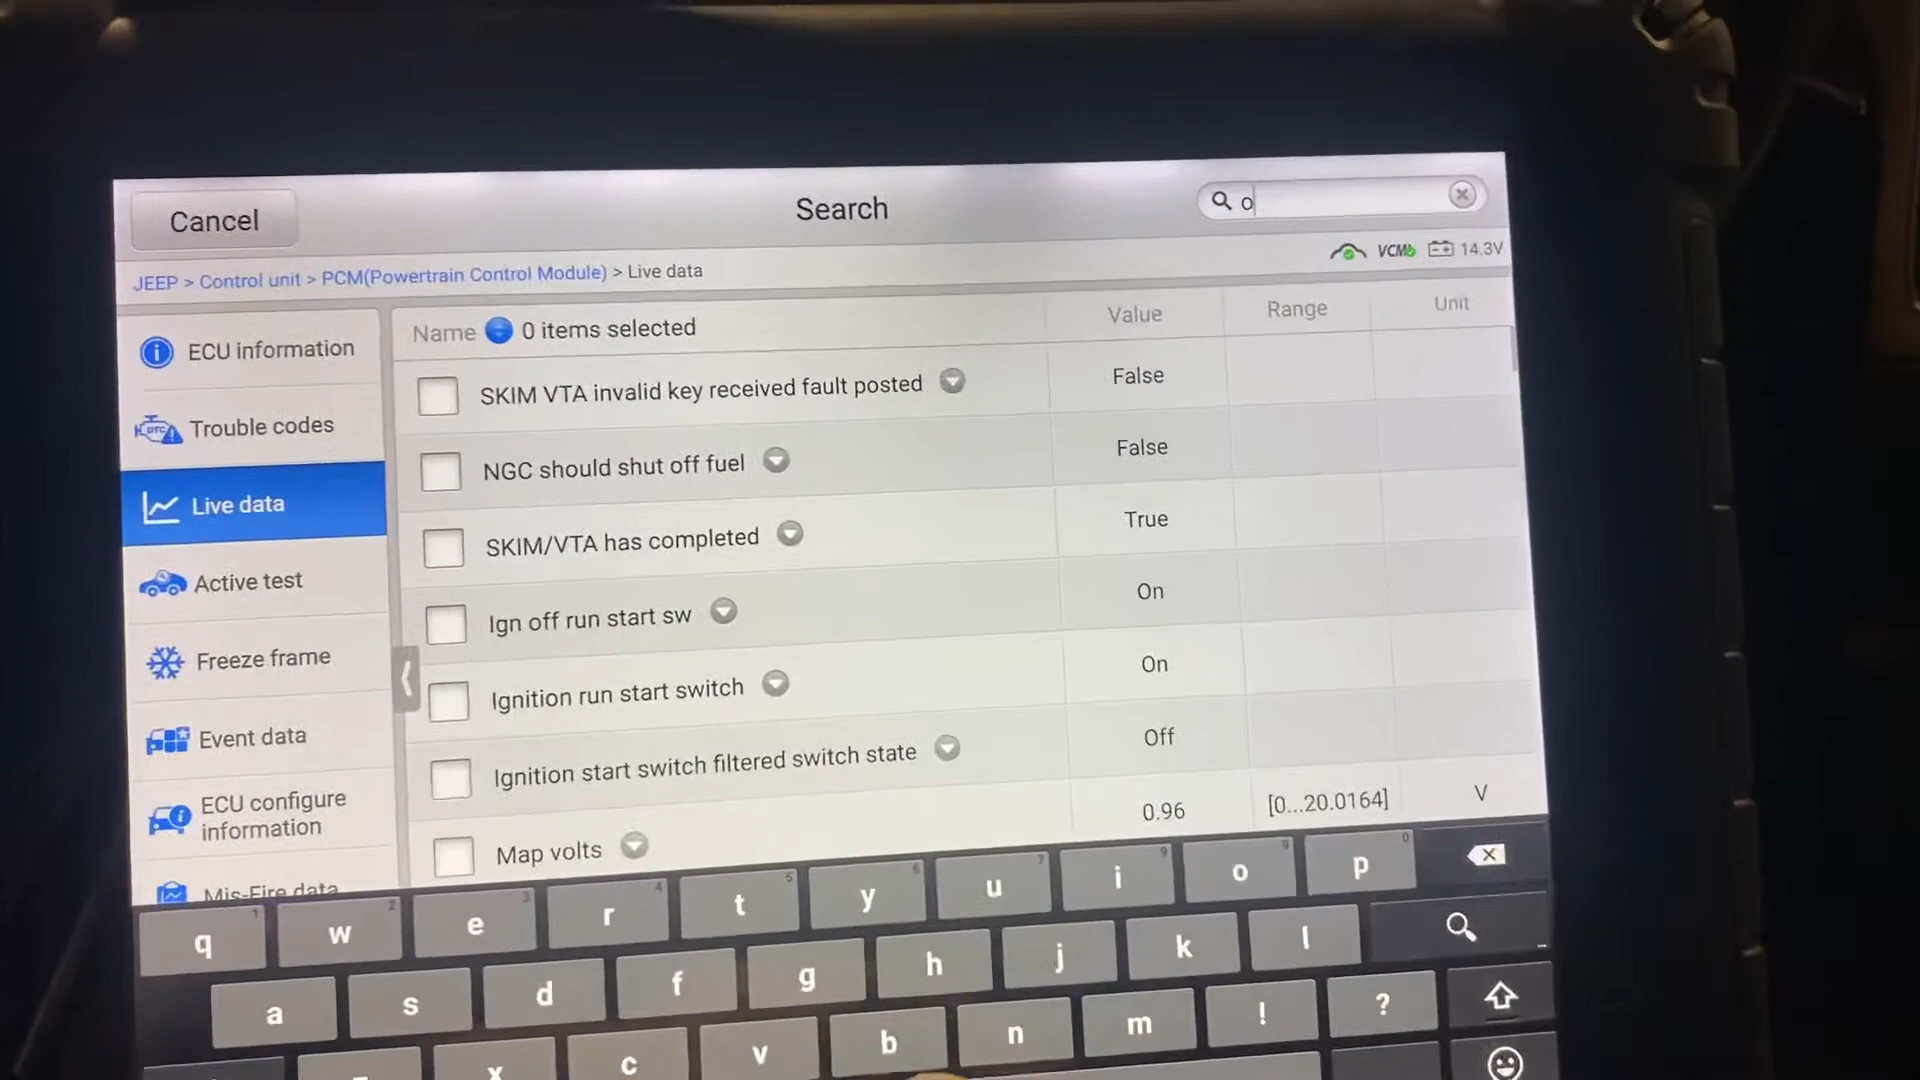 Cancel
Search
o
VCMI 14.3V
JEEP > Control unit > PCM(Powertrain Control Module) > Live data
ECU information
Trouble codes
Live data
Active test
Freeze frame
Event data
ECU configure
information
Mis-Fire data
Name 0 items selected Value Range Unit
SKIM VTA invalid key received fault posted False
NGC should shut off fuel False
SKIM/VTA has completed True
Ign off run start sw On
Ignition run start switch On
Ignition start switch filtered switch state Off
Map volts 0.96 [0...20.0164] V
q w e r t y u i o p
a s d f g h j k l
x c v b n m ! ?